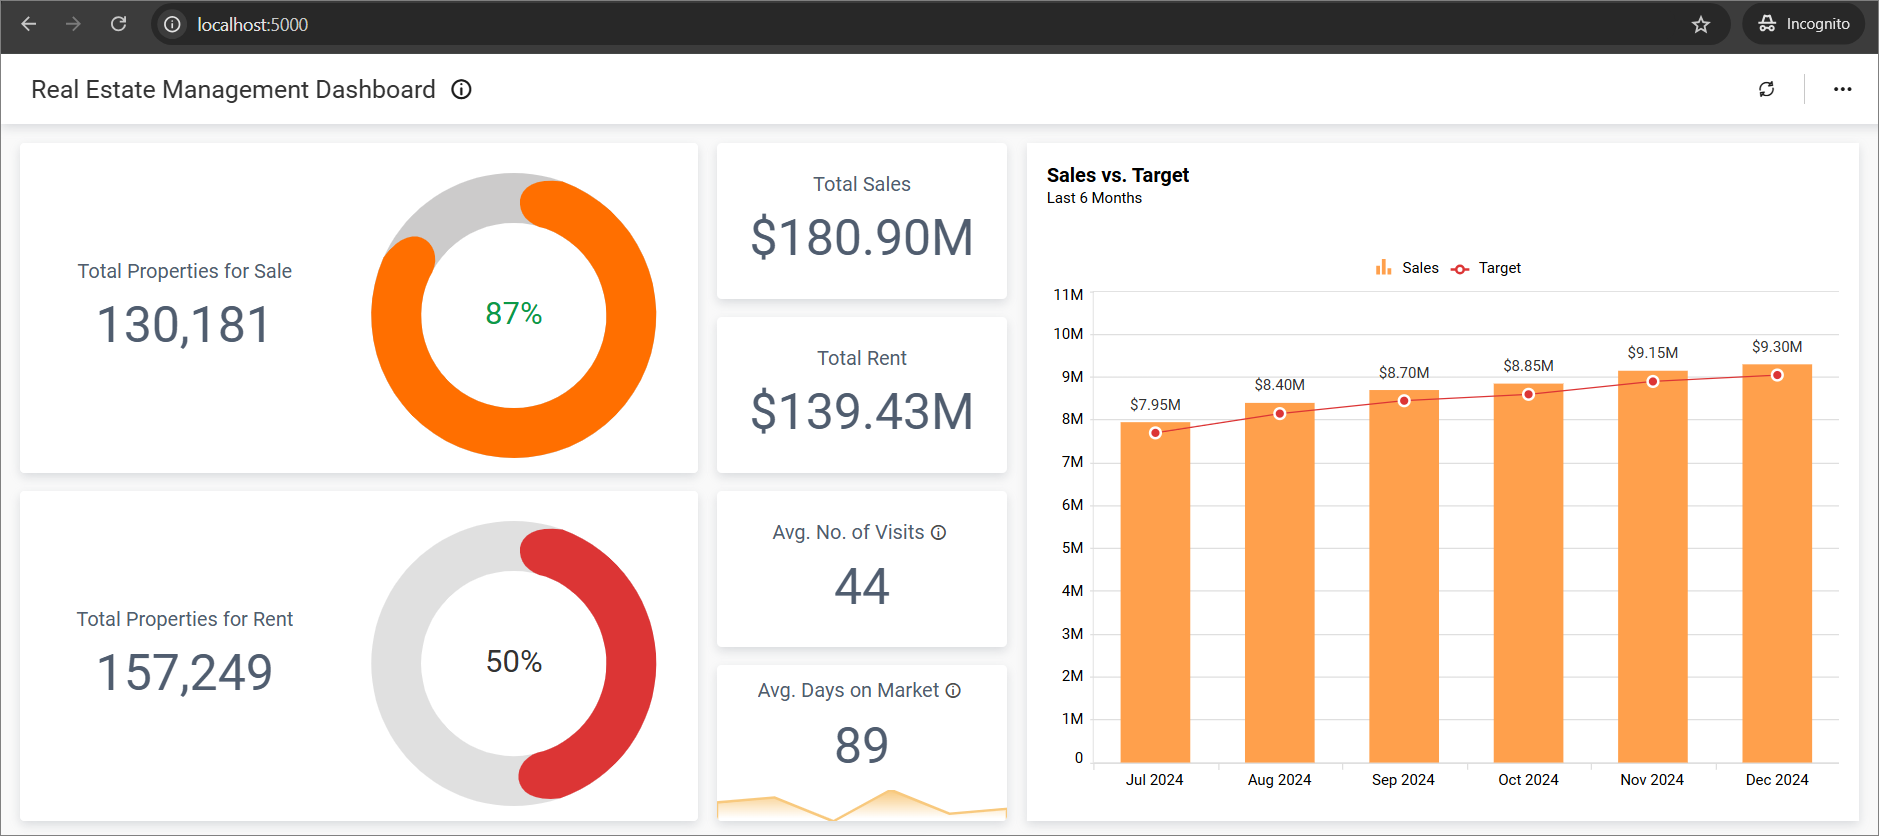 localhost:5000
Incognito
Real Estate Management Dashboard
Total Properties for Sale
130,181
87%
Total Properties for Rent
157,249
50%
Total Sales
$180.90M
Total Rent
$139.43M
Avg. No. of Visits
44
Avg. Days on Market
89
Sales vs. Target
Last 6 Months
Sales Target
11M
10M
9M
8M
7M
6M
5M
4M
3M
2M
1M
0
$7.95M
$8.40M
$8.70M
$8.85M
$9.15M
$9.30M
Jul 2024 Aug 2024 Sep 2024 Oct 2024 Nov 2024 Dec 2024